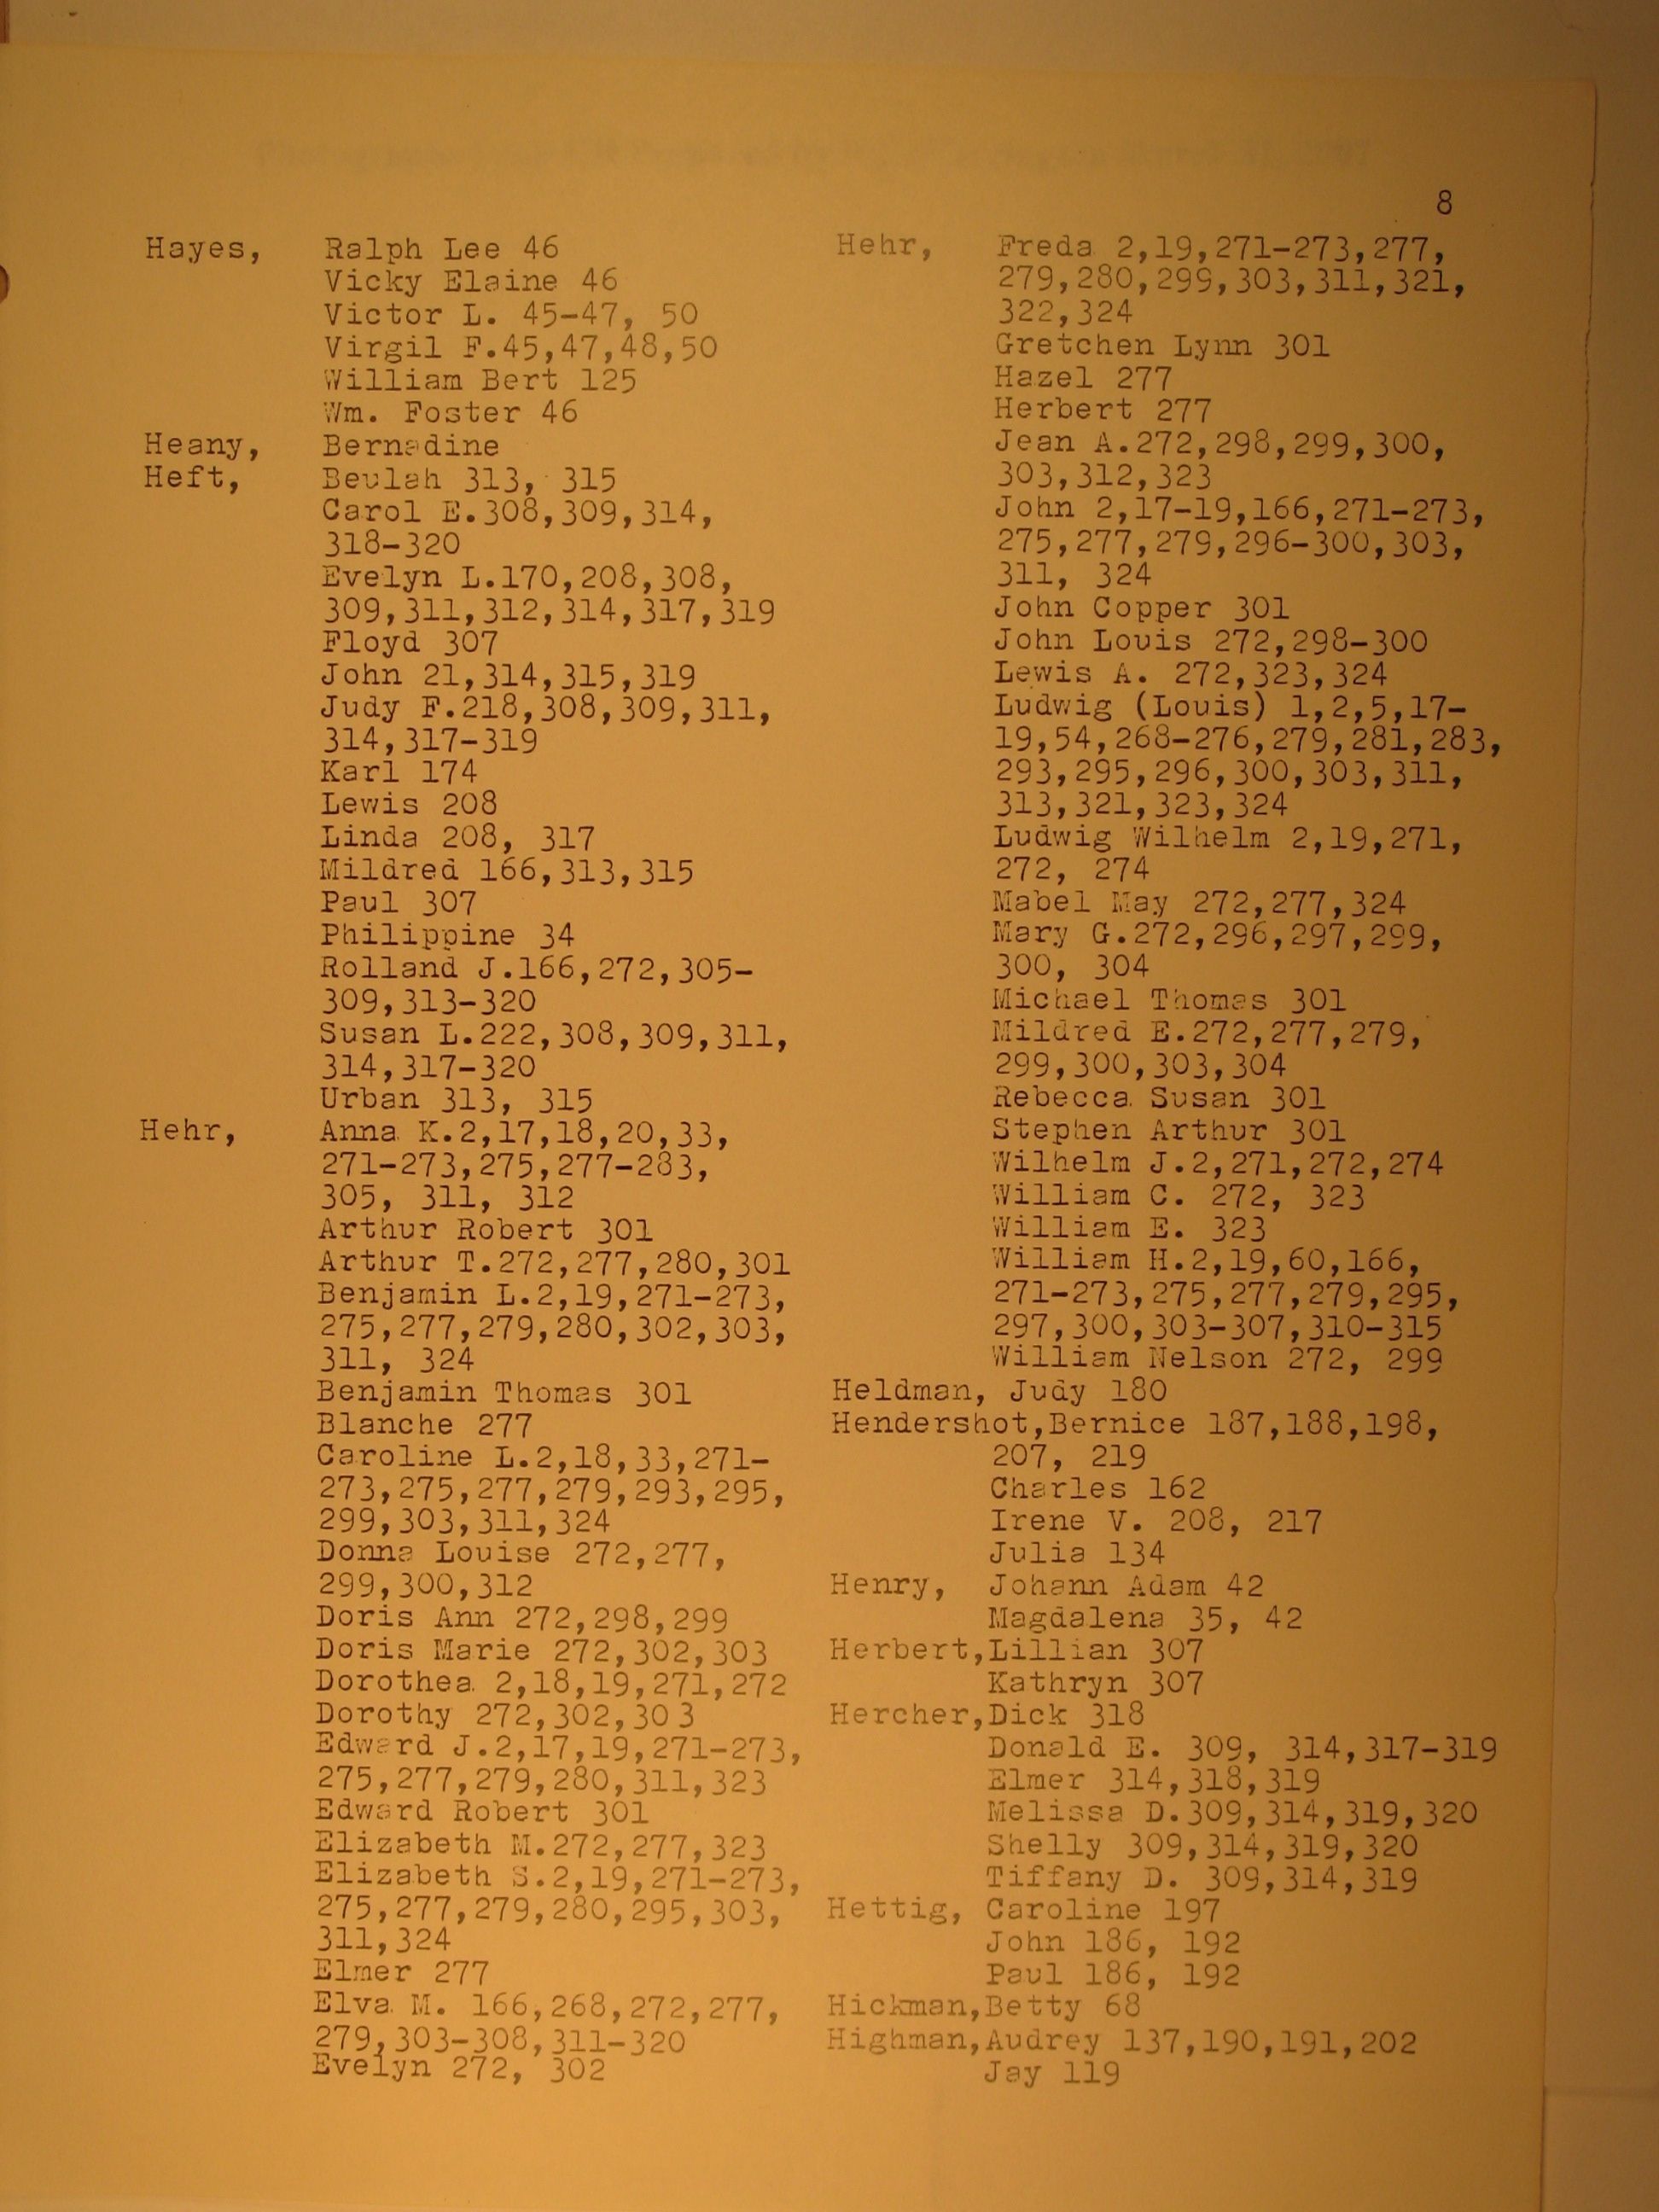 8
Hayes, Ralph Lee 46
Vicky Elaine 46
Victor L. 45-47, 50
Virgil F.45,47,48,50
William Bert 125
Wm. Foster 46
Heany, Bernadine
Heft, Beulah 313, 315
Carol E.308,309,314,
318-320
Evelyn L.170,208,308,
309,311,312,314,317,319
Floyd 307
John 21,314,315,319
Judy F.218,308,309,311,
314,317-319
Karl 174
Lewis 208
Linda 208, 317
Mildred 166,313,315
Paul 307
Philippine 34
Rolland J.166,272,305-
309,313-320
Susan L.222,308,309,311,
314,317-320
Urban 313, 315
Hehr, Anna K.2,17,18,20,33,
271-273,275,277-283,
305, 311, 312
Arthur Robert 301
Arthur T.272,277,280,301
Benjamin L.2,19,271-273,
275,277,279,280,302,303,
311, 324
Benjamin Thomas 301
Blanche 277
Caroline L.2,18,33,271-
273,275,277,279,293,295,
299,303,311,324
Donna Louise 272,277,
299,300,312
Doris Ann 272,298,299
Doris Marie 272,302,303
Dorothea 2,18,19,271,272
Dorothy 272,302,303
Edward J.2,17,19,271-273,
275,277,279,280,311,323
Edward Robert 301
Elizabeth M.272,277,323
Elizabeth S.2,19,271-273,
275,277,279,280,295,303,
311,324
Elmer 277
Elva M. 166,268,272,277,
279,303-308,311-320
Evelyn 272, 302
Hehr, Freda 2,19,271-273,277,
279,280,299,303,311,321,
322,324
Gretchen Lynn 301
Hazel 277
Herbert 277
Jean A.272,298,299,300,
303,312,323
John 2,17-19,166,271-273,
275,277,279,296-300,303,
311, 324
John Copper 301
John Louis 272,298-300
Lewis A. 272,323,324
Ludwig (Louis) 1,2,5,17-
19,54,268-276,279,281,283,
293,295,296,300,303,311,
313,321,323,324
Ludwig Wilhelm 2,19,271,
272, 274
Mabel May 272,277,324
Mary G.272,296,297,299,
300, 304
Michael Thomas 301
Mildred E.272,277,279,
299,300,303,304
Rebecca Susan 301
Stephen Arthur 301
Wilhelm J.2,271,272,274
William C. 272, 323
William E. 323
William H.2,19,60,166,
271-273,275,277,279,295,
297,300,303-307,310-315
William Nelson 272, 299
Heldman, Judy 180
Hendershot,Bernice 187,188,198,
207, 219
Charles 162
Irene V. 208, 217
Julia 134
Henry, Johann Adam 42
Magdalena 35, 42
Herbert,Lillian 307
Kathryn 307
Hercher,Dick 318
Donald E. 309, 314,317-319
Elmer 314,318,319
Melissa D.309,314,319,320
Shelly 309,314,319,320
Tiffany D. 309,314,319
Hettig, Caroline 197
John 186, 192
Paul 186, 192
Hickman,Betty 68
Highman,Audrey 137,190,191,202
Jay 119